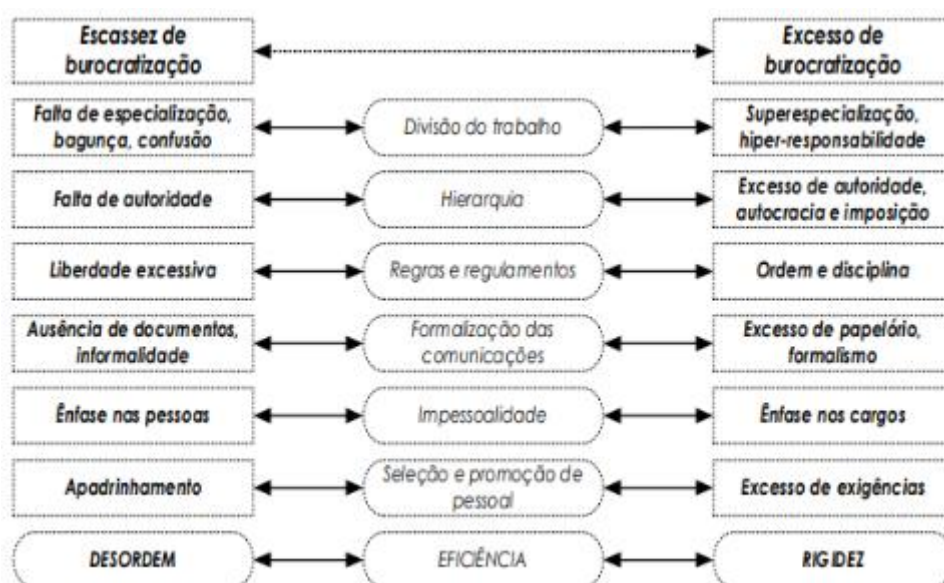 Escassez de
burocratização
Excesso de
burocratização
Falta de especialização,
bagunça, confusão
Divisão do trabalho
Superespecialização,
hiper-responsabilidade
Falta de autoridade
Hierarquia
Excesso de autoridade,
autocracia e imposição
Liberdade excessiva
Regras e regulamentos
Ordem e disciplina
Ausência de documentos,
informalidade
Formalização das
comunicações
Excesso de papelório,
formalismo
Ênfase nas pessoas
Impessoalidade
Ênfase nos cargos
Apadrinhamento
Seleção e promoção de
pessoal
Excesso de exigências
DESORDEM
EFICIÊNCIA
RIGIDEZ